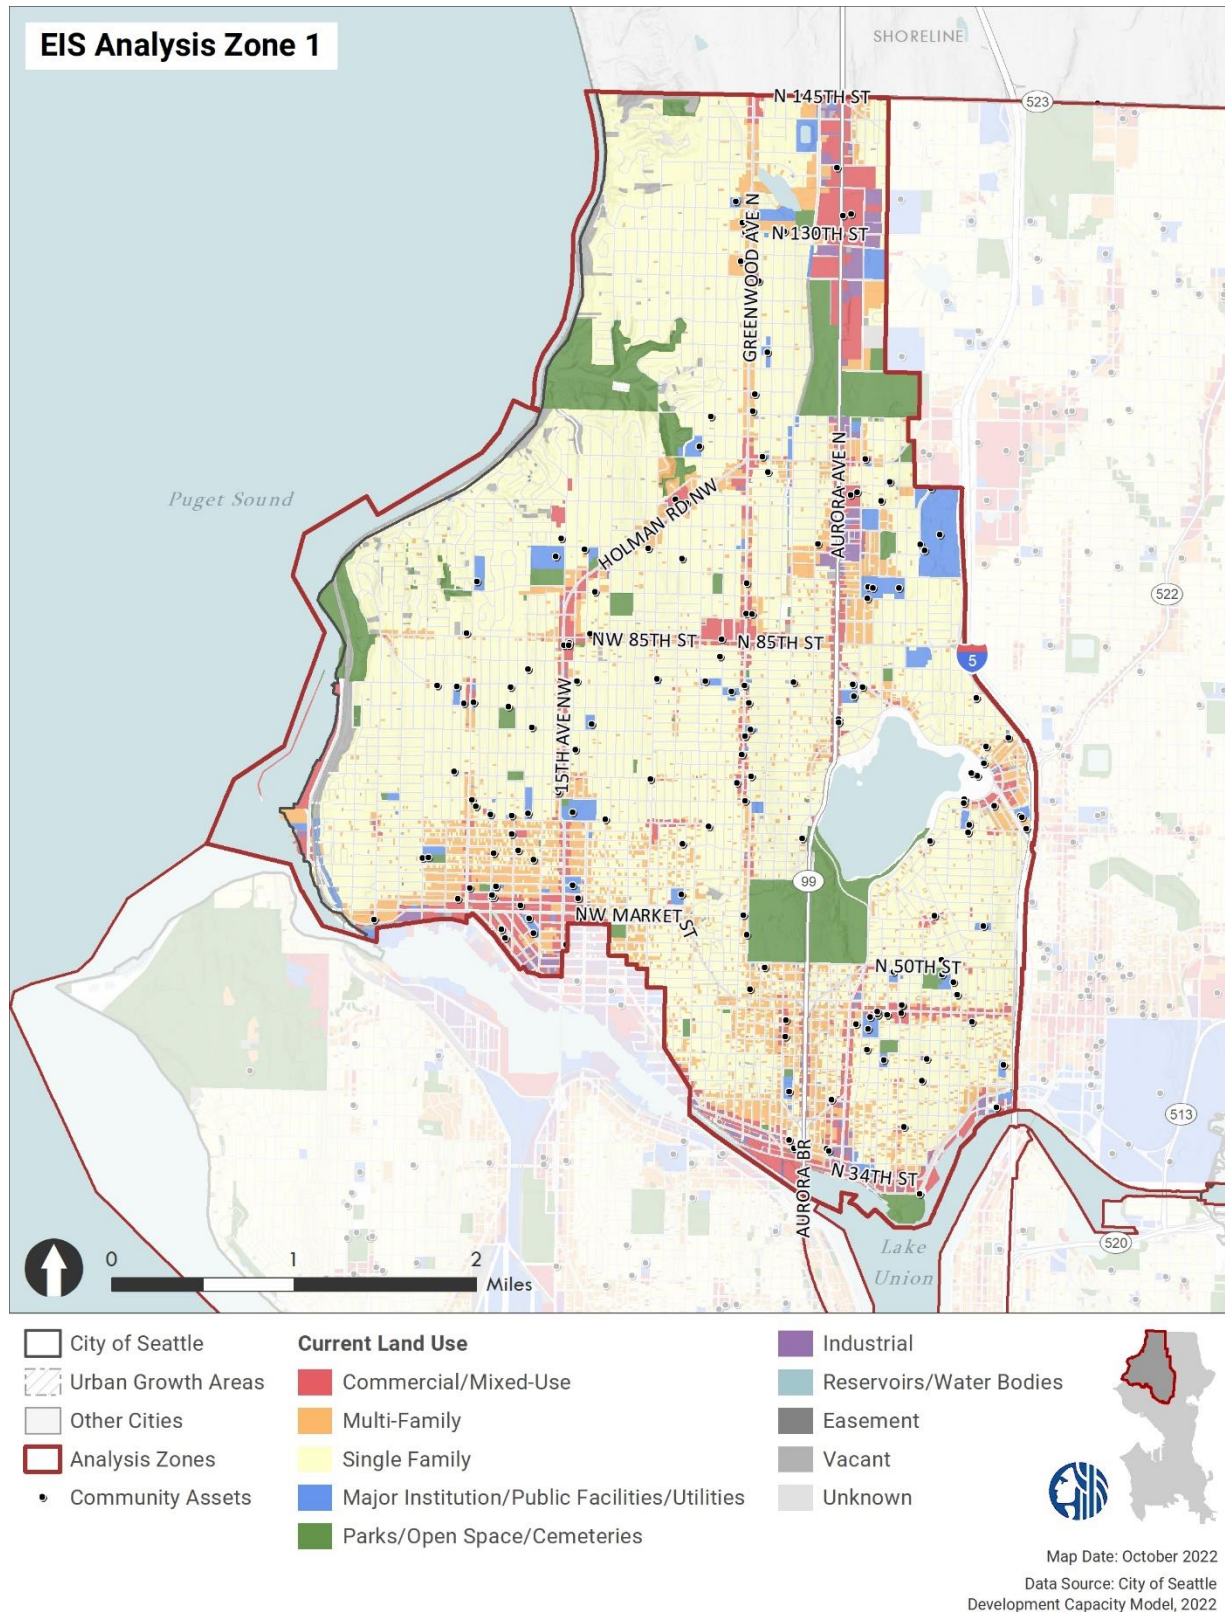 EIS Analysis Zone 1
SHORELINE
N 145TH ST
523
GREENWOOD AVE N
N 130TH ST
AURORA AVE N
Puget Sound
HOLMAN RD NW
522
NW 85TH ST
N 85TH ST
5
15TH AVE NW
99
NW MARKET ST
N 50TH ST
513
AURORA BR
N 34TH ST
520
Lake
Union
0 1 2
Miles
City of Seattle
Urban Growth Areas
Other Cities
Analysis Zones
Community Assets
Current Land Use
Commercial/Mixed-Use
Multi-Family
Single Family
Major Institution/Public Facilities/Utilities
Parks/Open Space/Cemeteries
Industrial
Reservoirs/Water Bodies
Easement
Vacant
Unknown
Map Date: October 2022
Data Source: City of Seattle
Development Capacity Model, 2022